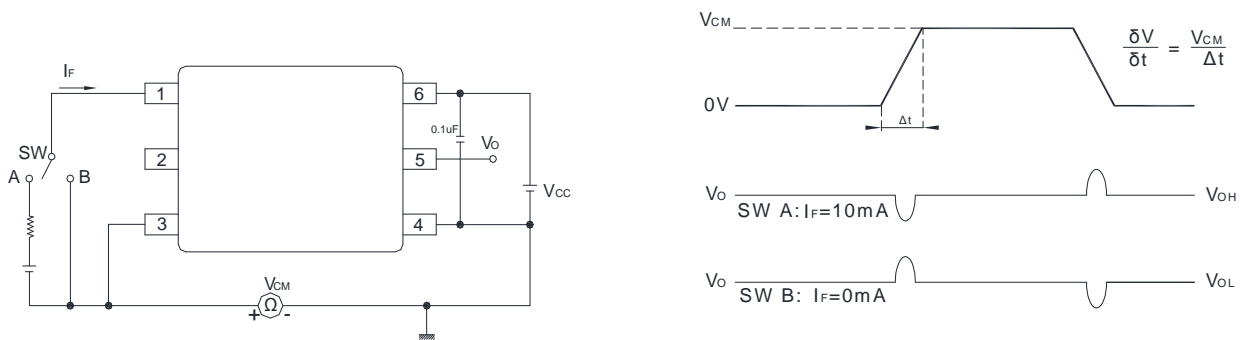 IF
SW
A
B
1
2
3
6
5
4
0.1uF
VO
VCC
VCM
Ω
+ -
VCM
0V
Δt
δV/δt = VCM/Δt
VO
SW A: IF=10mA
VOH
VO
SW B: IF=0mA
VOL